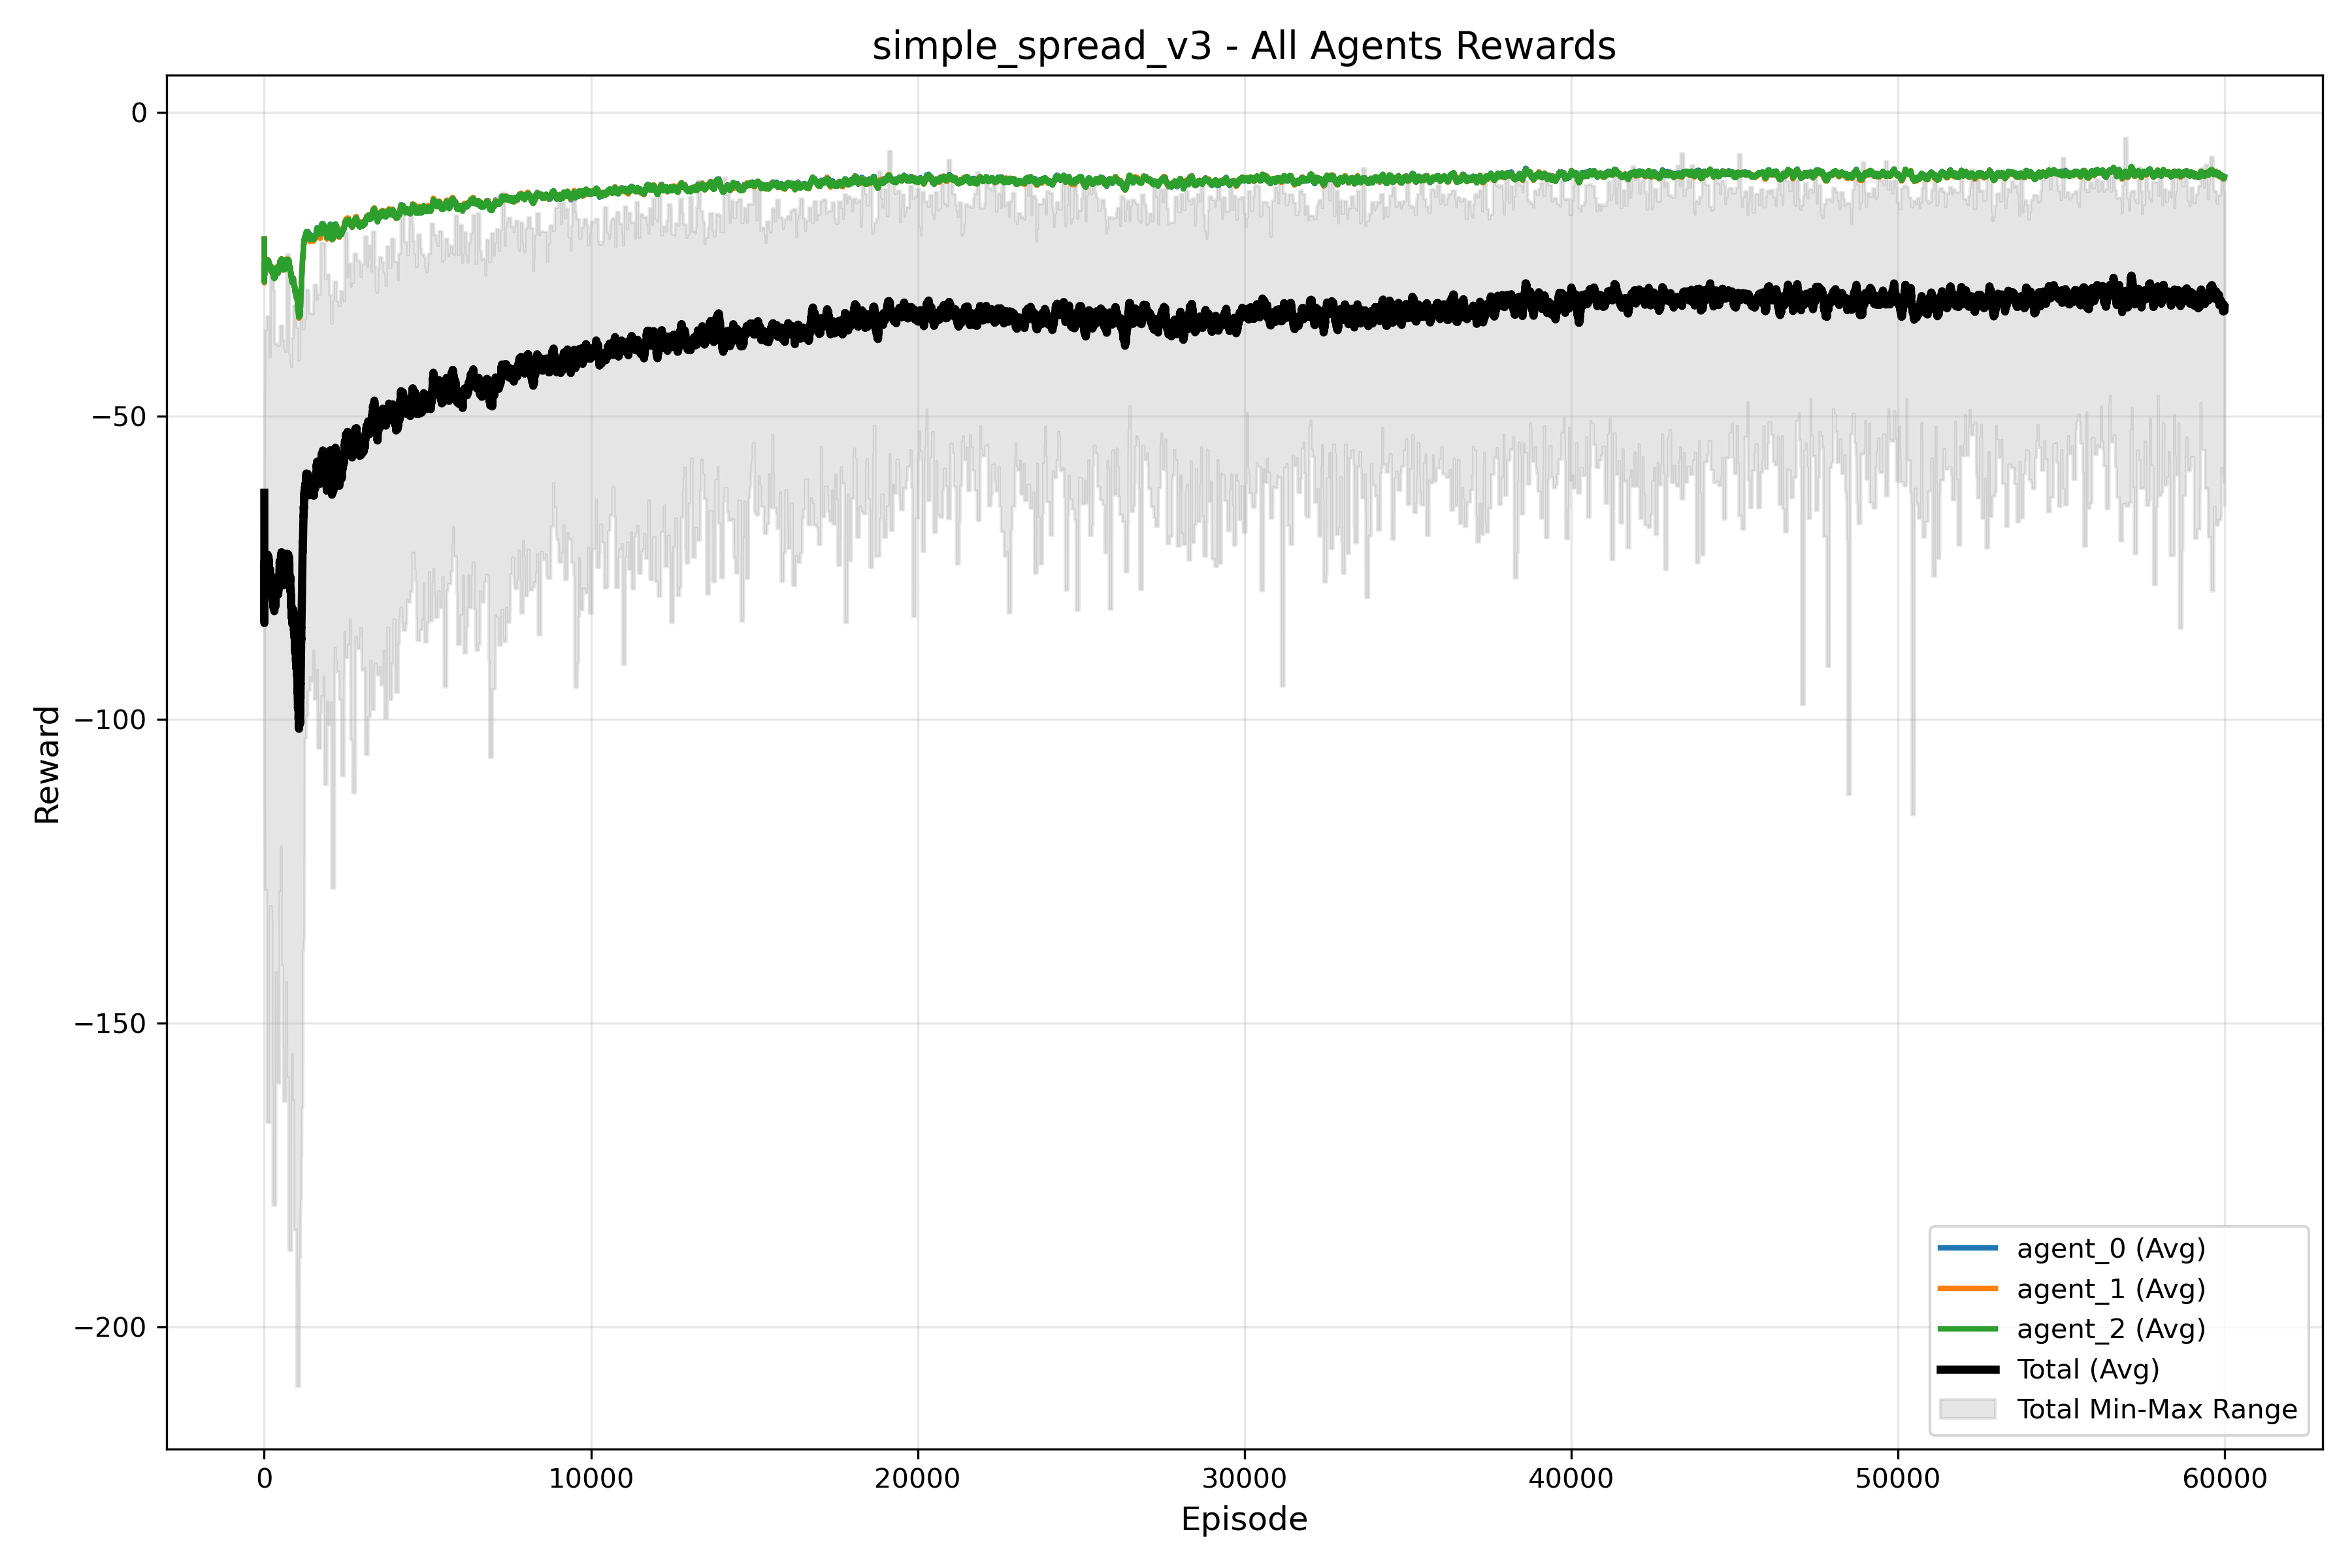 simple_spread_v3 - All Agents Rewards
Reward
0
−50
−100
−150
−200
0
10000
20000
30000
40000
50000
60000
Episode
agent_0 (Avg)
agent_1 (Avg)
agent_2 (Avg)
Total (Avg)
Total Min-Max Range